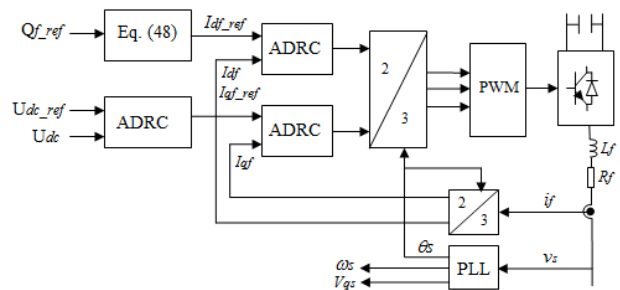 Qf_ref
Eq. (48)
Idf_ref
ADRC
Idf
Iqf_ref
Udc_ref
Udc
ADRC
ADRC
Iqf
2
3
PWM
Lf
Rf
2
3
if
θs
ωs
Vqs
PLL
vs